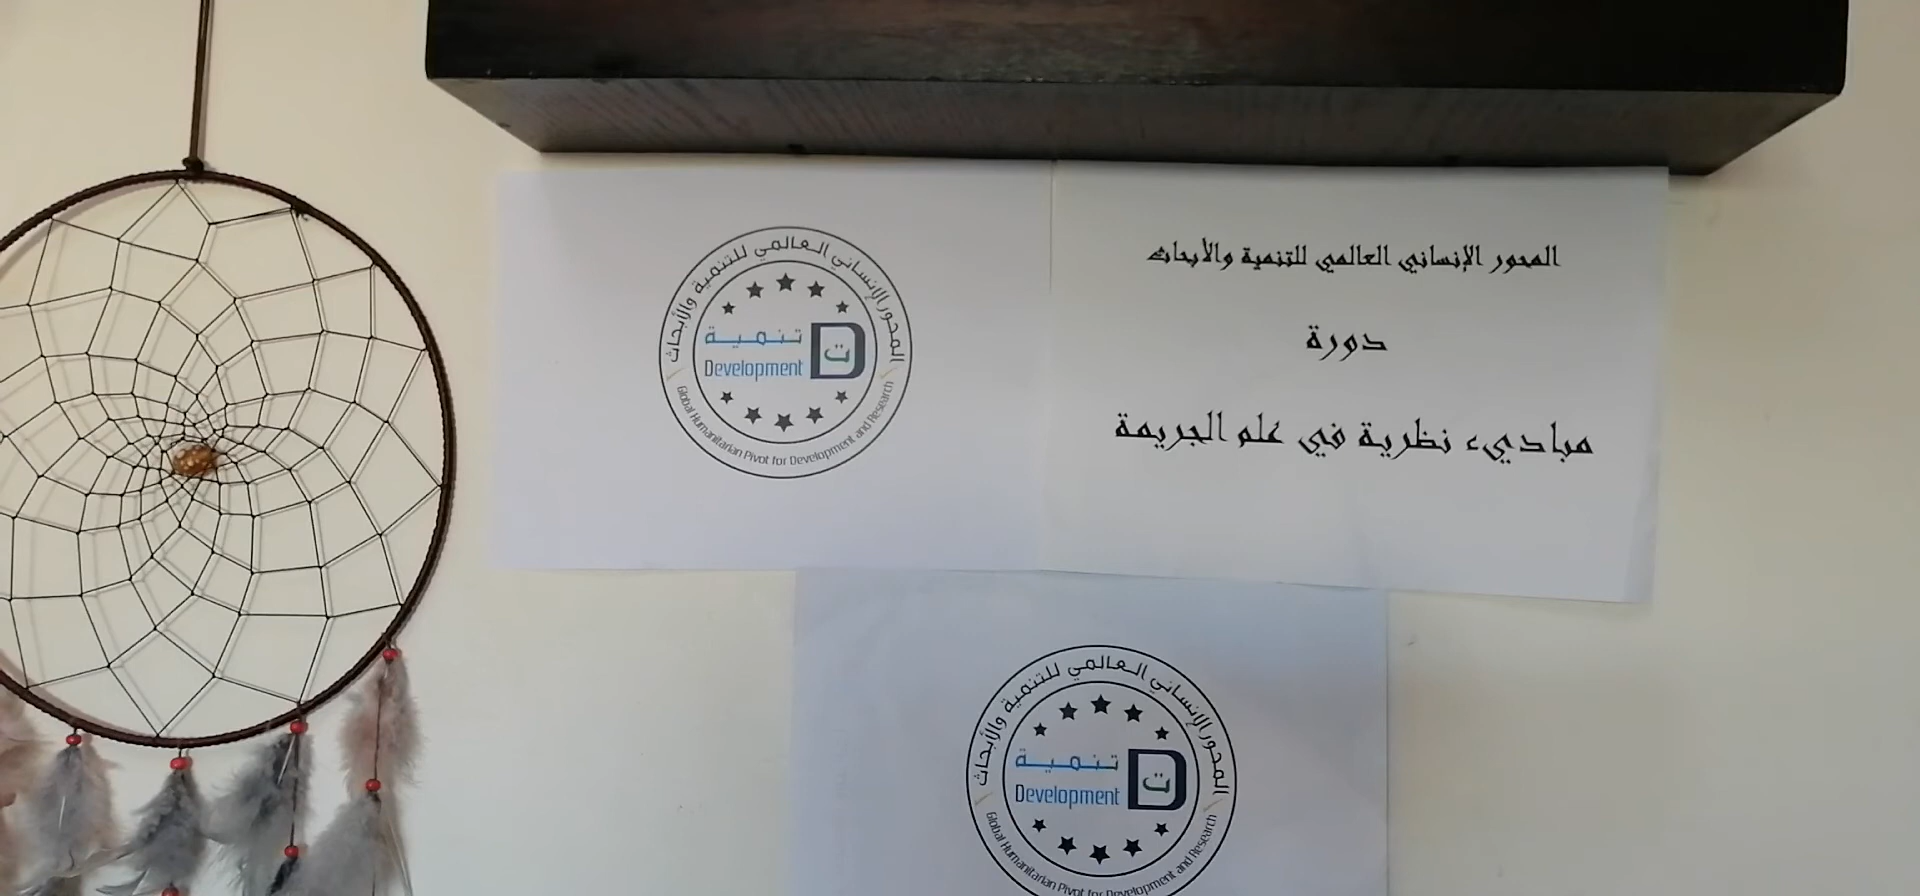 المحور الإنساني العالمي للتنمية والأبحاث
تنمية
Development
ت
Global Humanitarian Pivot for Development and Research
المحور الإنساني العالمي للتنمية والأبحاث
دورة
مباديء نظرية في علم الجريمة
المحور الإنساني العالمي للتنمية والأبحاث
تنمية
Development
ت
Global Humanitarian Pivot for Development and Research